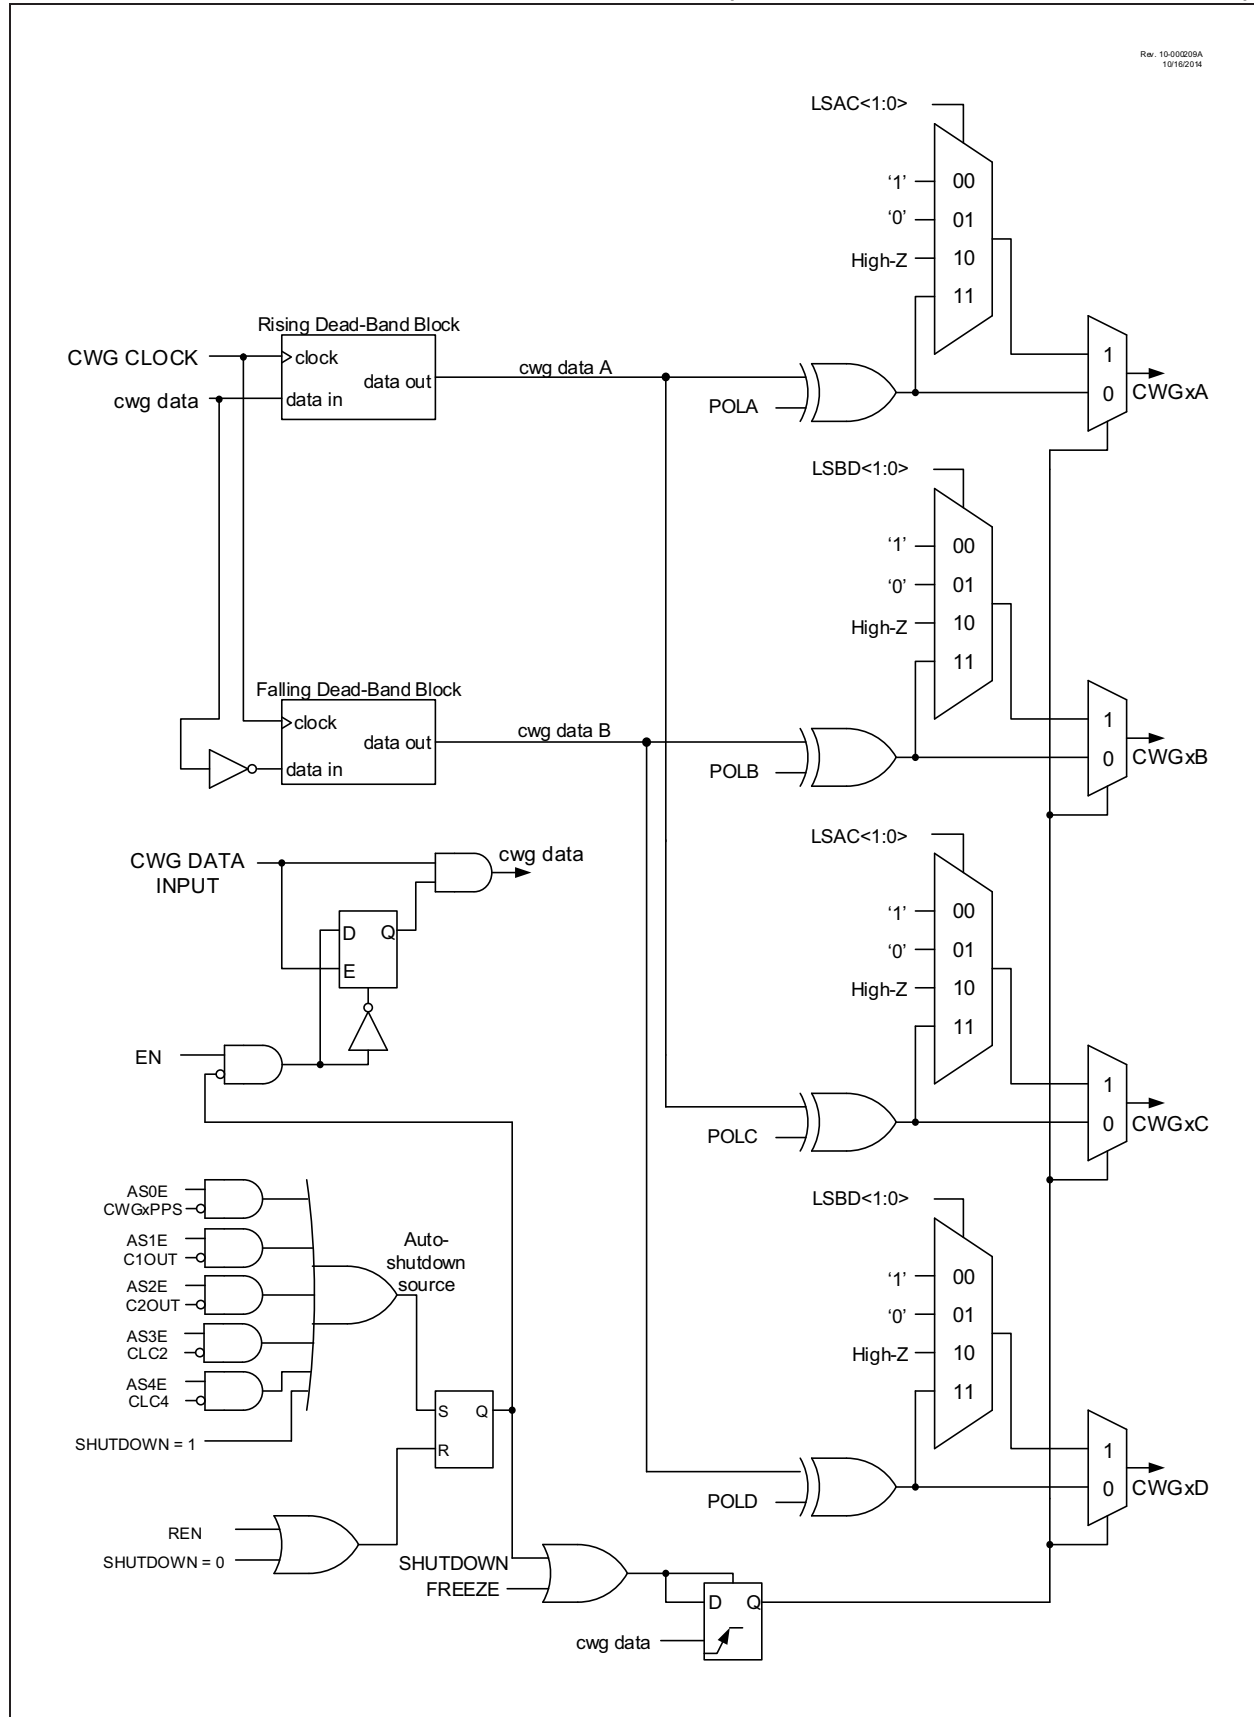 Rev. 10-000209A
10/16/2014
LSAC<1:0>
‘1’
00
‘0’
01
High-Z
10
11
Rising Dead-Band Block
CWG CLOCK
clock
data out
cwg data
data in
cwg data A
POLA
1
0
CWGxA
LSBD<1:0>
‘1’
00
‘0’
01
High-Z
10
11
Falling Dead-Band Block
clock
data out
data in
cwg data B
POLB
1
0
CWGxB
CWG DATA
INPUT
cwg data
D
Q
E
EN
LSAC<1:0>
‘1’
00
‘0’
01
High-Z
10
11
POLC
1
0
CWGxC
AS0E
CWGxPPS
AS1E
C1OUT
AS2E
C2OUT
AS3E
CLC2
AS4E
CLC4
SHUTDOWN = 1
Auto-
shutdown
source
S
Q
R
REN
SHUTDOWN = 0
LSBD<1:0>
‘1’
00
‘0’
01
High-Z
10
11
POLD
1
0
CWGxD
SHUTDOWN
FREEZE
D
Q
cwg data